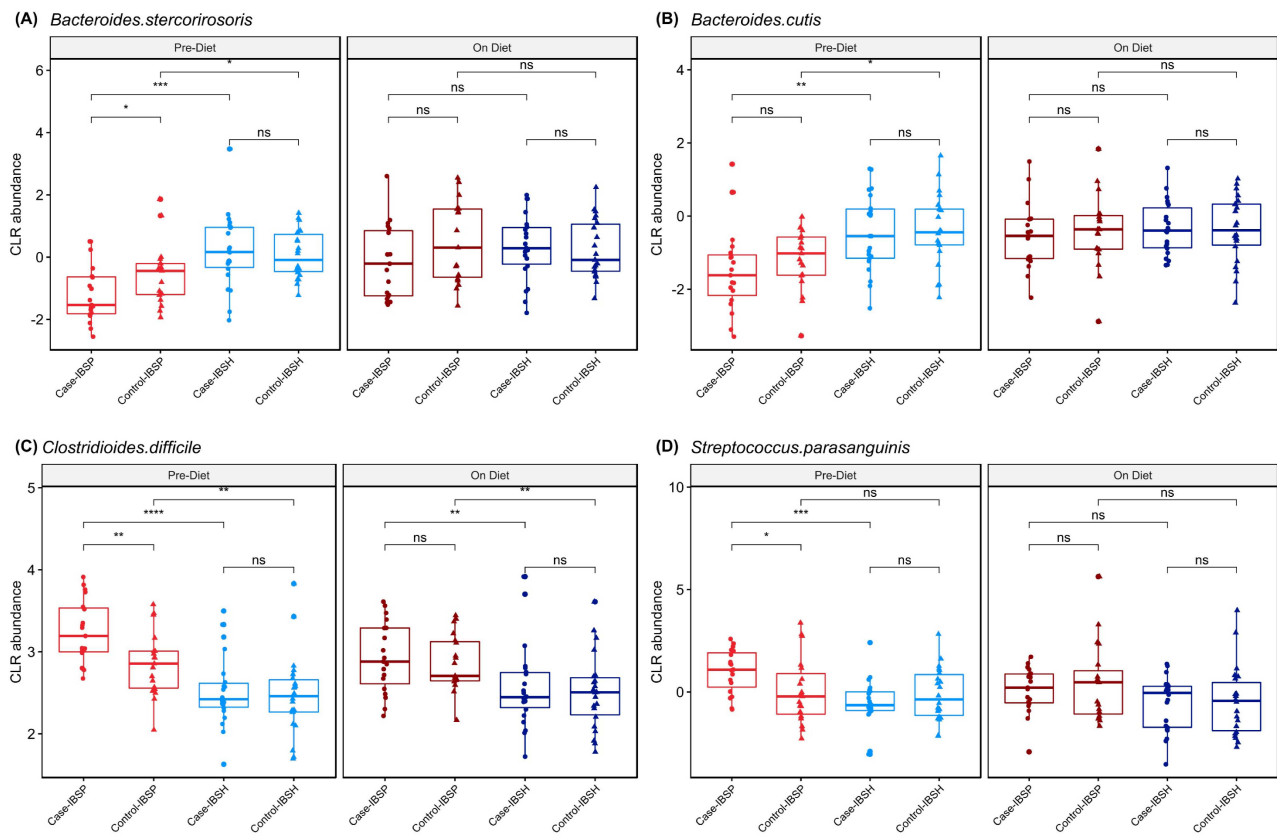 (A) Bacteroides.stercorirosoris
Pre-Diet
On Diet
CLR abundance
6
4
2
0
-2
*
***
*
ns
ns
ns
ns
ns
Case-IBSP
Control-IBSP
Case-IBSH
Control-IBSH
Case-IBSP
Control-IBSP
Case-IBSH
Control-IBSH
(B) Bacteroides.cutis
Pre-Diet
On Diet
CLR abundance
4
2
0
-2
*
**
ns
ns
ns
ns
ns
ns
Case-IBSP
Control-IBSP
Case-IBSH
Control-IBSH
Case-IBSP
Control-IBSP
Case-IBSH
Control-IBSH
(C) Clostridioides.difficile
Pre-Diet
On Diet
CLR abundance
5
4
3
2
**
****
**
ns
**
**
ns
ns
Case-IBSP
Control-IBSP
Case-IBSH
Control-IBSH
Case-IBSP
Control-IBSP
Case-IBSH
Control-IBSH
(D) Streptococcus.parasanguinis
Pre-Diet
On Diet
CLR abundance
10
5
0
ns
***
*
ns
ns
ns
ns
ns
Case-IBSP
Control-IBSP
Case-IBSH
Control-IBSH
Case-IBSP
Control-IBSP
Case-IBSH
Control-IBSH